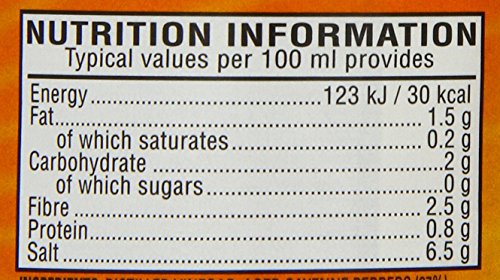 NUTRITION INFORMATION
Typical values per 100 ml provides
Energy..............................123 kJ / 30 kcal
Fat.......................................................1.5 g
of which saturates............................0.2 g
Carbohydrate.......................................2 g
of which sugars..................................0 g
Fibre...................................................2.5 g
Protein................................................0.8 g
Salt.....................................................6.5 g